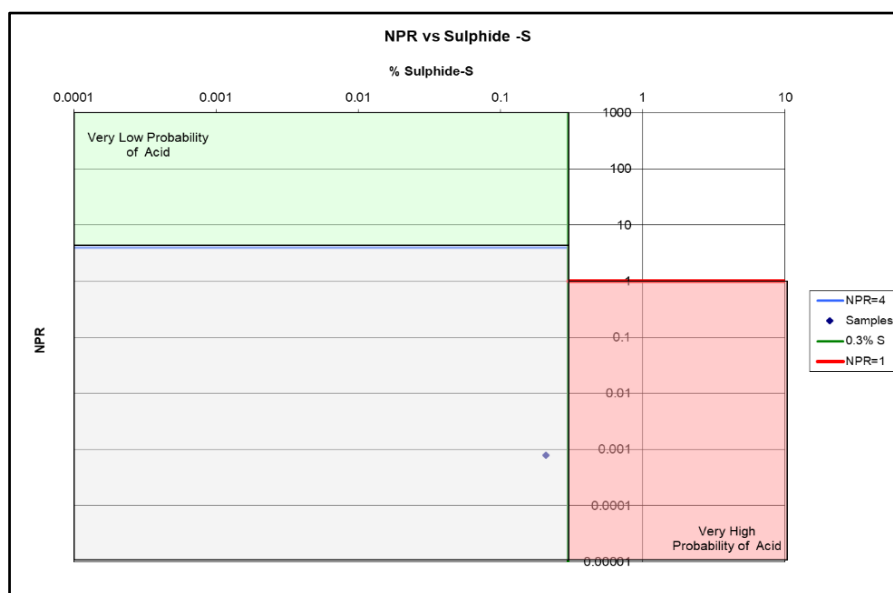 NPR vs Sulphide -S
% Sulphide-S
0.0001 0.001 0.01 0.1 1 10
1000
Very Low Probability
of Acid
100
10
1
NPR
0.1
0.01
0.001
0.0001
Very High
Probability of Acid
0.00001
NPR=4
Samples
0.3% S
NPR=1